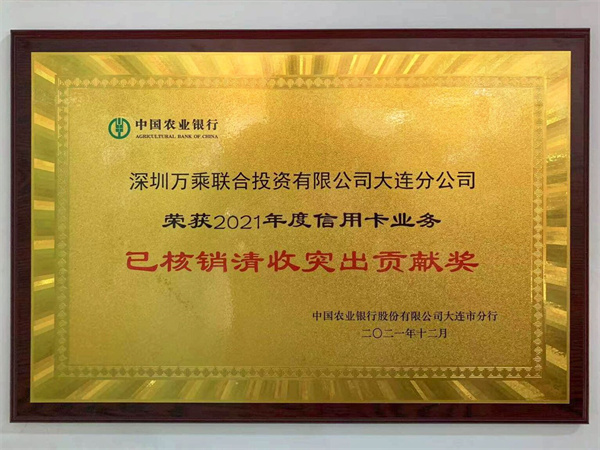 中国农业银行
AGRICULTURAL BANK OF CHINA
深圳万乘联合投资有限公司大连分公司
荣获2021年度信用卡业务
已核销清收突出贡献奖
中国农业银行股份有限公司大连市分行
二〇二一年十二月